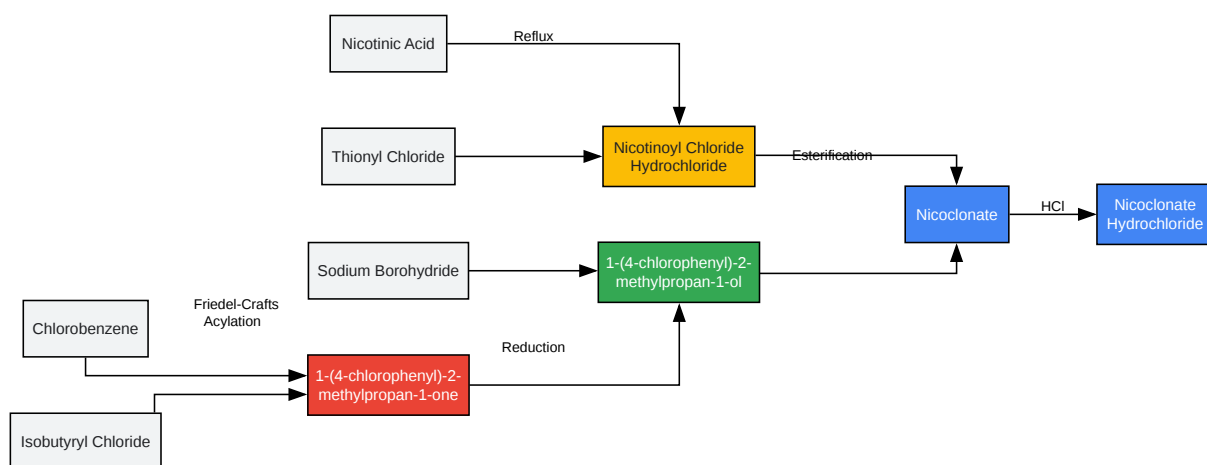 Nicotinic Acid
Reflux
Thionyl Chloride
Nicotinoyl Chloride
Hydrochloride
Esterification
Nicoclonate
HCl
Nicoclonate
Hydrochloride
Sodium Borohydride
1-(4-chlorophenyl)-2-
methylpropan-1-ol
Friedel-Crafts
Acylation
Chlorobenzene
Reduction
1-(4-chlorophenyl)-2-
methylpropan-1-one
Isobutyryl Chloride